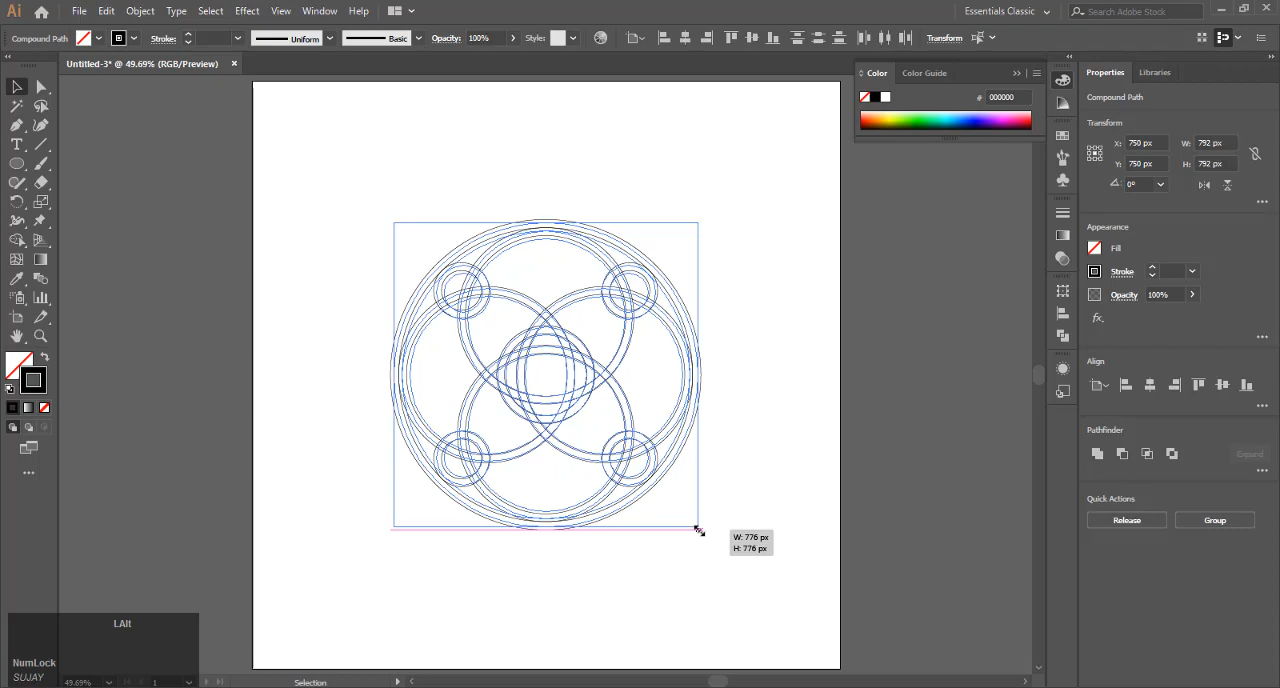 Ai File Edit Object Type Select Effect View Window Help Essentials Classic Search Adobe Stock
Compound Path Stroke: Uniform Basic Opacity: 100% Style: Transform
Untitled-3* @ 49.69% (RGB/Preview) ×
Color Color Guide
# 000000
Properties Libraries
Compound Path
Transform
X: 750 px W: 792 px
Y: 750 px H: 792 px
0°
Appearance
Fill
Stroke
Opacity 100%
fx.
Align
Pathfinder
Expand
Quick Actions
Release Group
W: 776 px
H: 776 px
LAlt
NumLock
SUJAY
49.69% 1 Selection